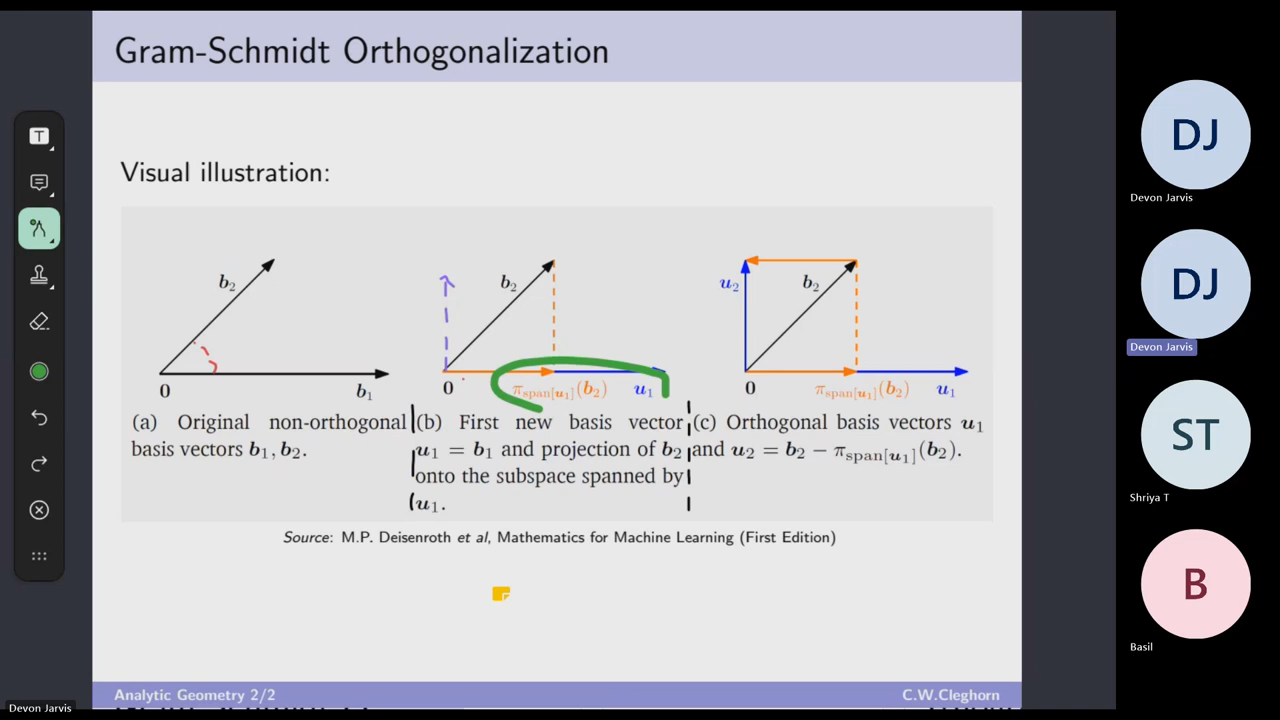 Gram-Schmidt Orthogonalization
Visual illustration:
b₂
0
b₁
(a) Original non-orthogonal
basis vectors b₁, b₂.
b₂
0
π_span[u₁](b₂)
u₁
(b) First new basis vector
u₁ = b₁ and projection of b₂
onto the subspace spanned by
u₁.
u₂
b₂
0
π_span[u₁](b₂)
u₁
(c) Orthogonal basis vectors u₁
and u₂ = b₂ − π_span[u₁](b₂).
Source: M.P. Deisenroth et al, Mathematics for Machine Learning (First Edition)
Analytic Geometry 2/2
C.W.Cleghorn
Devon Jarvis
T
DJ
Devon Jarvis
DJ
Devon Jarvis
ST
Shriya T
B
Basil